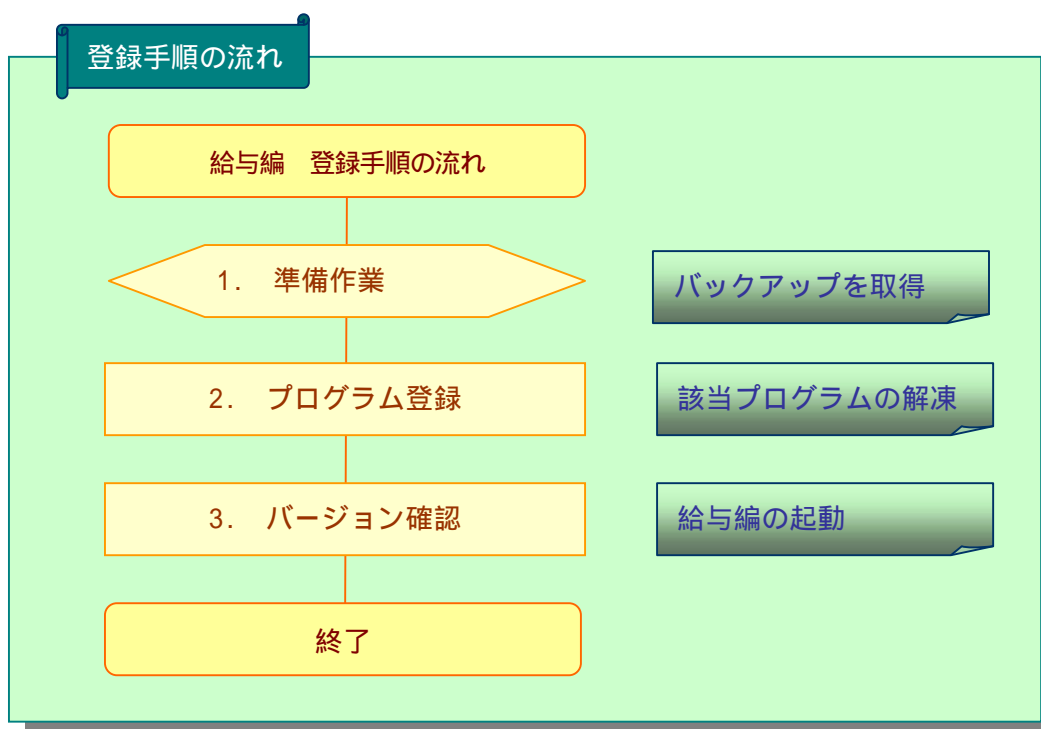 登録手順の流れ
給与編　登録手順の流れ
1.　準備作業
バックアップを取得
2.　プログラム登録
該当プログラムの解凍
3.　バージョン確認
給与編の起動
終了